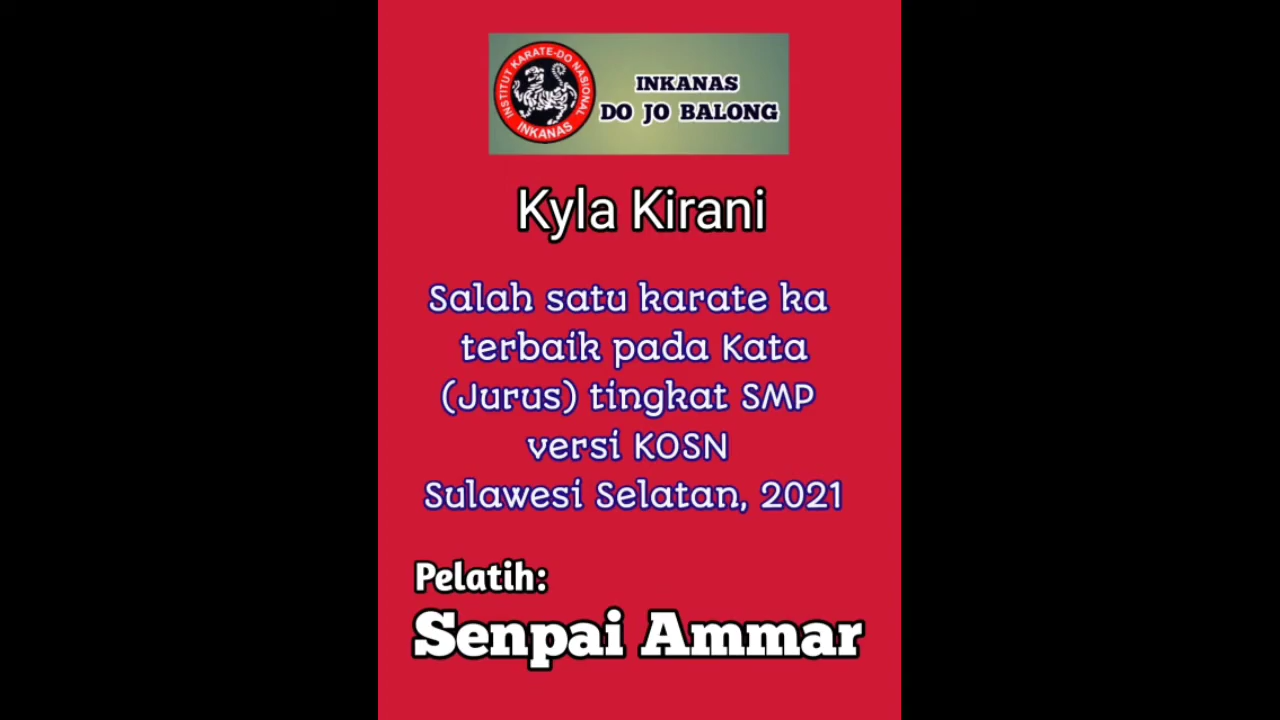 INSTITUT KARATE-DO NASIONAL
INKANAS
INKANAS
DO JO BALONG
Kyla Kirani
Salah satu karate ka
terbaik pada Kata
(Jurus) tingkat SMP
versi KOSN
Sulawesi Selatan, 2021
Pelatih:
Senpai Ammar